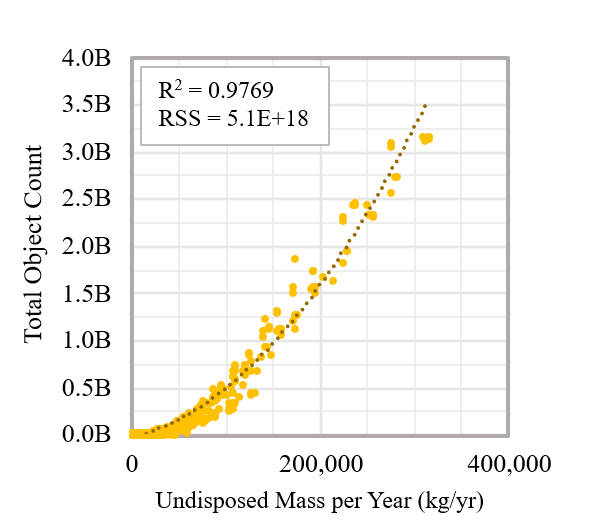 4.0B
R² = 0.9769
RSS = 5.1E+18
3.5B
3.0B
2.5B
2.0B
1.5B
1.0B
0.5B
0.0B
Total Object Count
0
200,000
400,000
Undisposed Mass per Year (kg/yr)